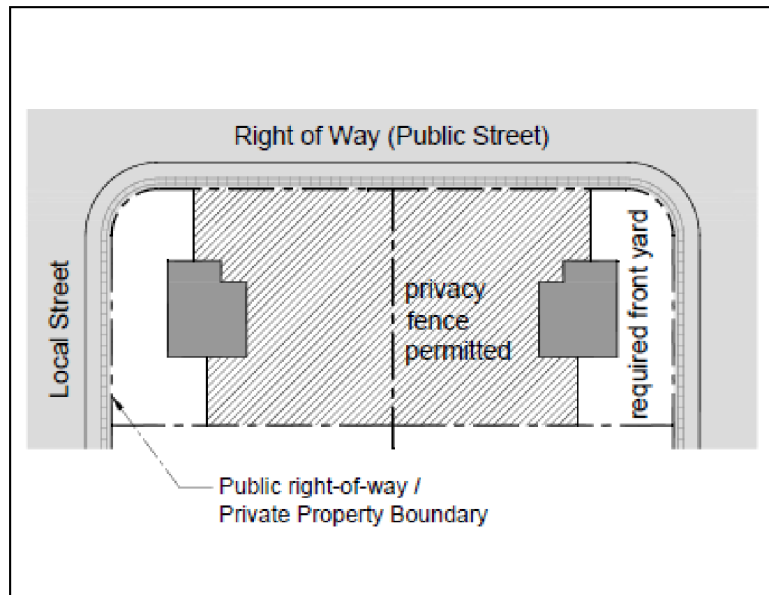 Right of Way (Public Street)
Local Street
privacy
fence
permitted
required front yard
Public right-of-way /
Private Property Boundary